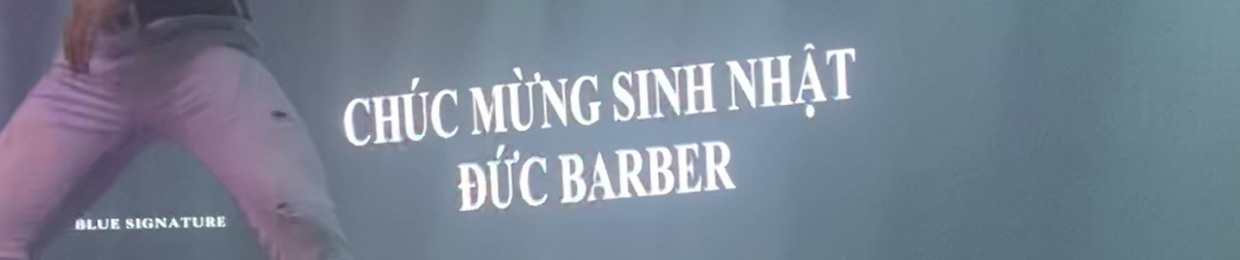 CHÚC MỪNG SINH NHẬT
ĐỨC BARBER
BLUE SIGNATURE